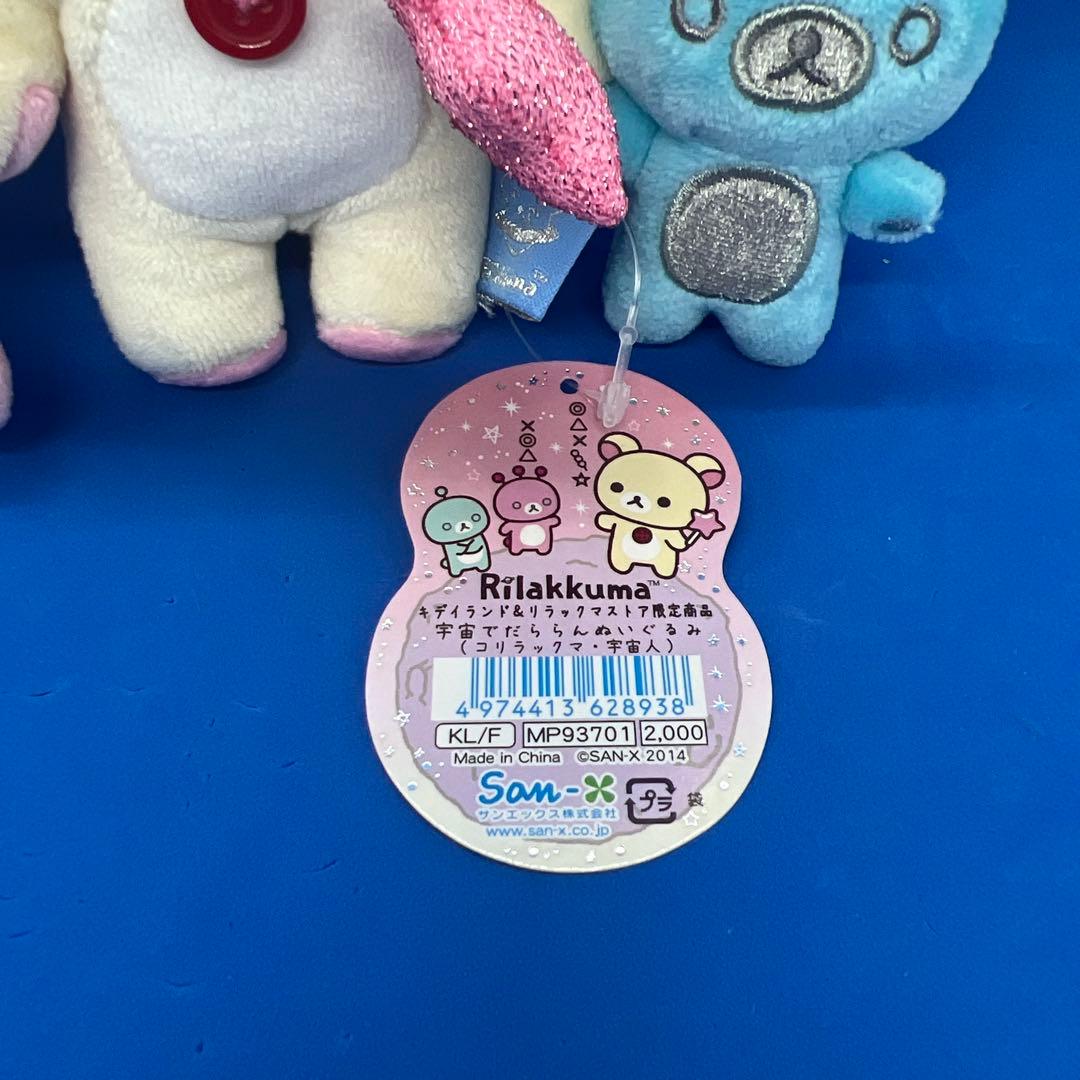 Rilakkuma™
キデイランド&リラックマストア限定商品
宇宙でだららんぬいぐるみ
(コリラックマ・宇宙人)
4 974413 628938
KL/F MP93701 2,000
Made in China ©SAN-X 2014
San-X
サンエックス株式会社
プラ 袋
www.san-x.co.jp